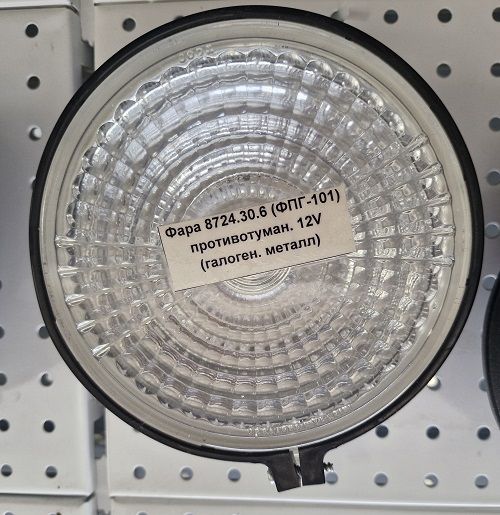 Фара 8724.30.6 (ФПГ-101)
противотуман. 12V
(галоген. металл)